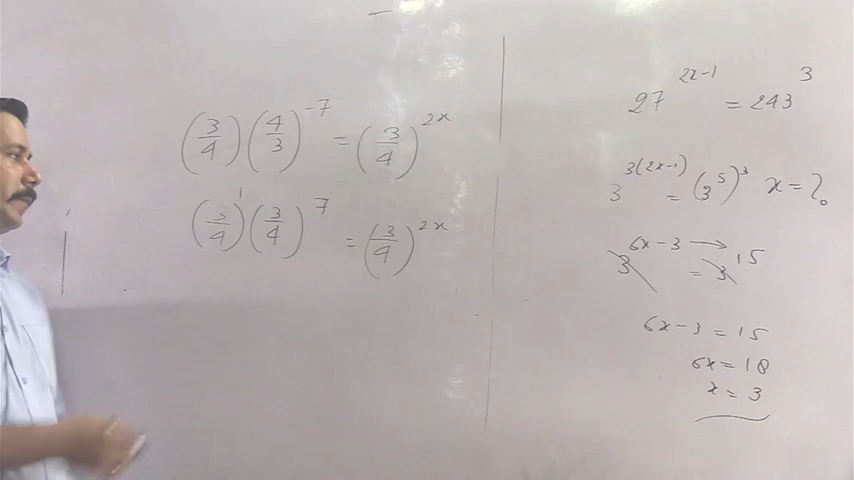 (3/4) (4/3)^-7 = (3/4)^2x
(3/4)^1 (3/4)^7 = (3/4)^2x
27^2x-1 = 243^3
3^3(2x-1) = (3^5)^3 x = ?
3^6x-3 → = 3^15
6x-3 = 15
6x = 18
x = 3